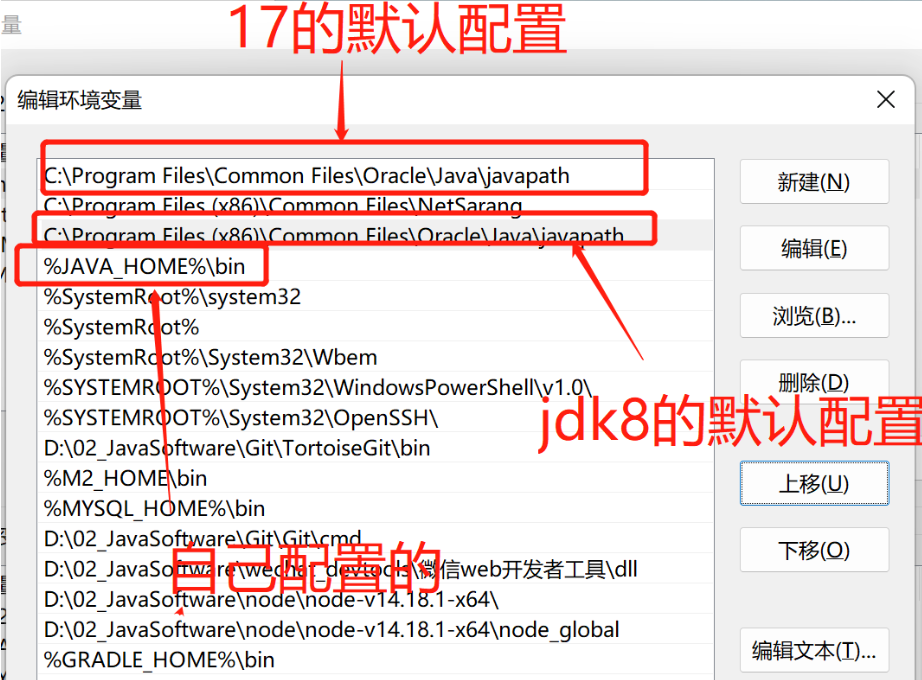 17的默认配置
量
编辑环境变量
C:\Program Files\Common Files\Oracle\Java\javapath
C:\Program Files (x86)\Common Files\NetSarang
C:\Program Files (x86)\Common Files\Oracle\Java\javapath
%JAVA_HOME%\bin
%SystemRoot%\system32
%SystemRoot%
%SystemRoot%\System32\Wbem
%SYSTEMROOT%\System32\WindowsPowerShell\v1.0\
%SYSTEMROOT%\System32\OpenSSH\
D:\02_JavaSoftware\Git\TortoiseGit\bin
%M2_HOME%\bin
%MYSQL_HOME%\bin
D:\02_JavaSoftware\Git\Git\cmd
D:\02_JavaSoftware\wechat_devtools\微信web开发者工具\dll
D:\02_JavaSoftware\node\node-v14.18.1-x64\
D:\02_JavaSoftware\node\node-v14.18.1-x64\node_global
%GRADLE_HOME%\bin
jdk8的默认配置
自己配置的
新建(N)
编辑(E)
浏览(B)...
删除(D)
上移(U)
下移(O)
编辑文本(T)...